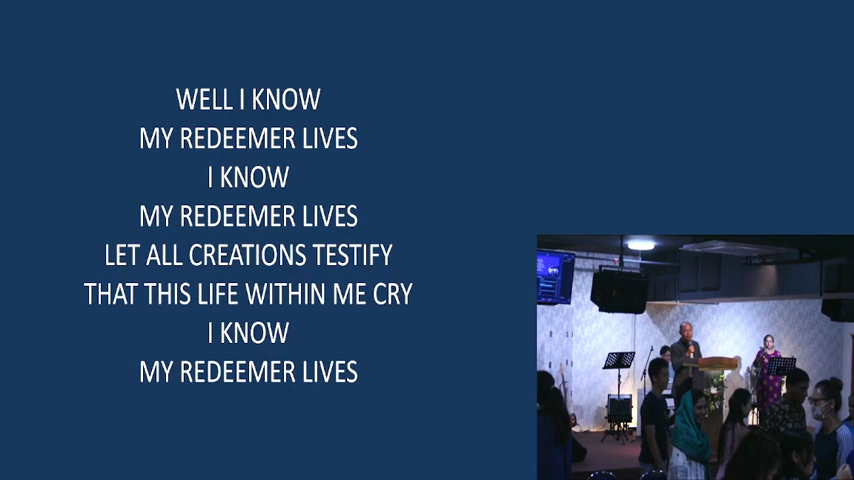 WELL I KNOW
MY REDEEMER LIVES
I KNOW
MY REDEEMER LIVES
LET ALL CREATIONS TESTIFY
THAT THIS LIFE WITHIN ME CRY
I KNOW
MY REDEEMER LIVES